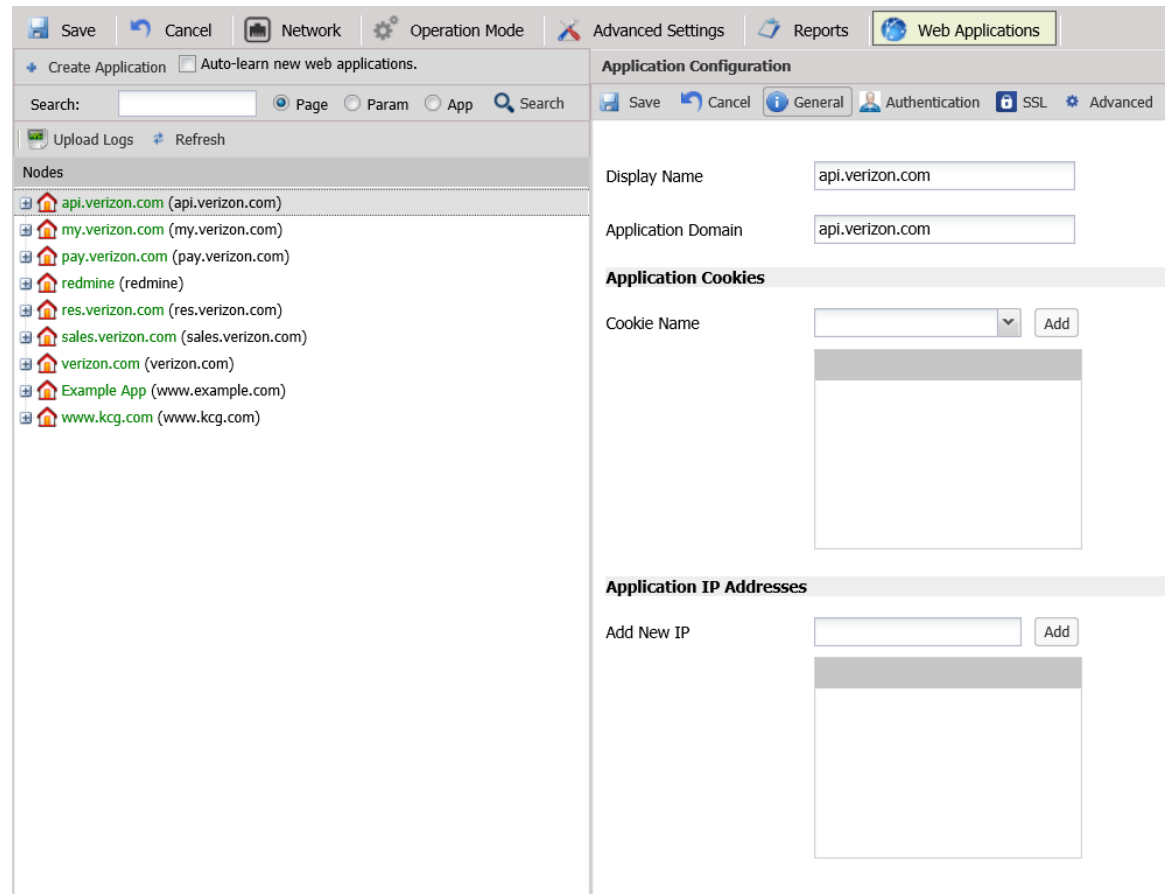 Save Cancel Network Operation Mode Advanced Settings Reports Web Applications
Create Application Auto-learn new web applications.
Search: Page Param App Search
Upload Logs Refresh
Nodes
api.verizon.com (api.verizon.com)
my.verizon.com (my.verizon.com)
pay.verizon.com (pay.verizon.com)
redmine (redmine)
res.verizon.com (res.verizon.com)
sales.verizon.com (sales.verizon.com)
verizon.com (verizon.com)
Example App (www.example.com)
www.kcg.com (www.kcg.com)
Application Configuration
Save Cancel General Authentication SSL Advanced
Display Name api.verizon.com
Application Domain api.verizon.com
Application Cookies
Cookie Name Add
Application IP Addresses
Add New IP Add